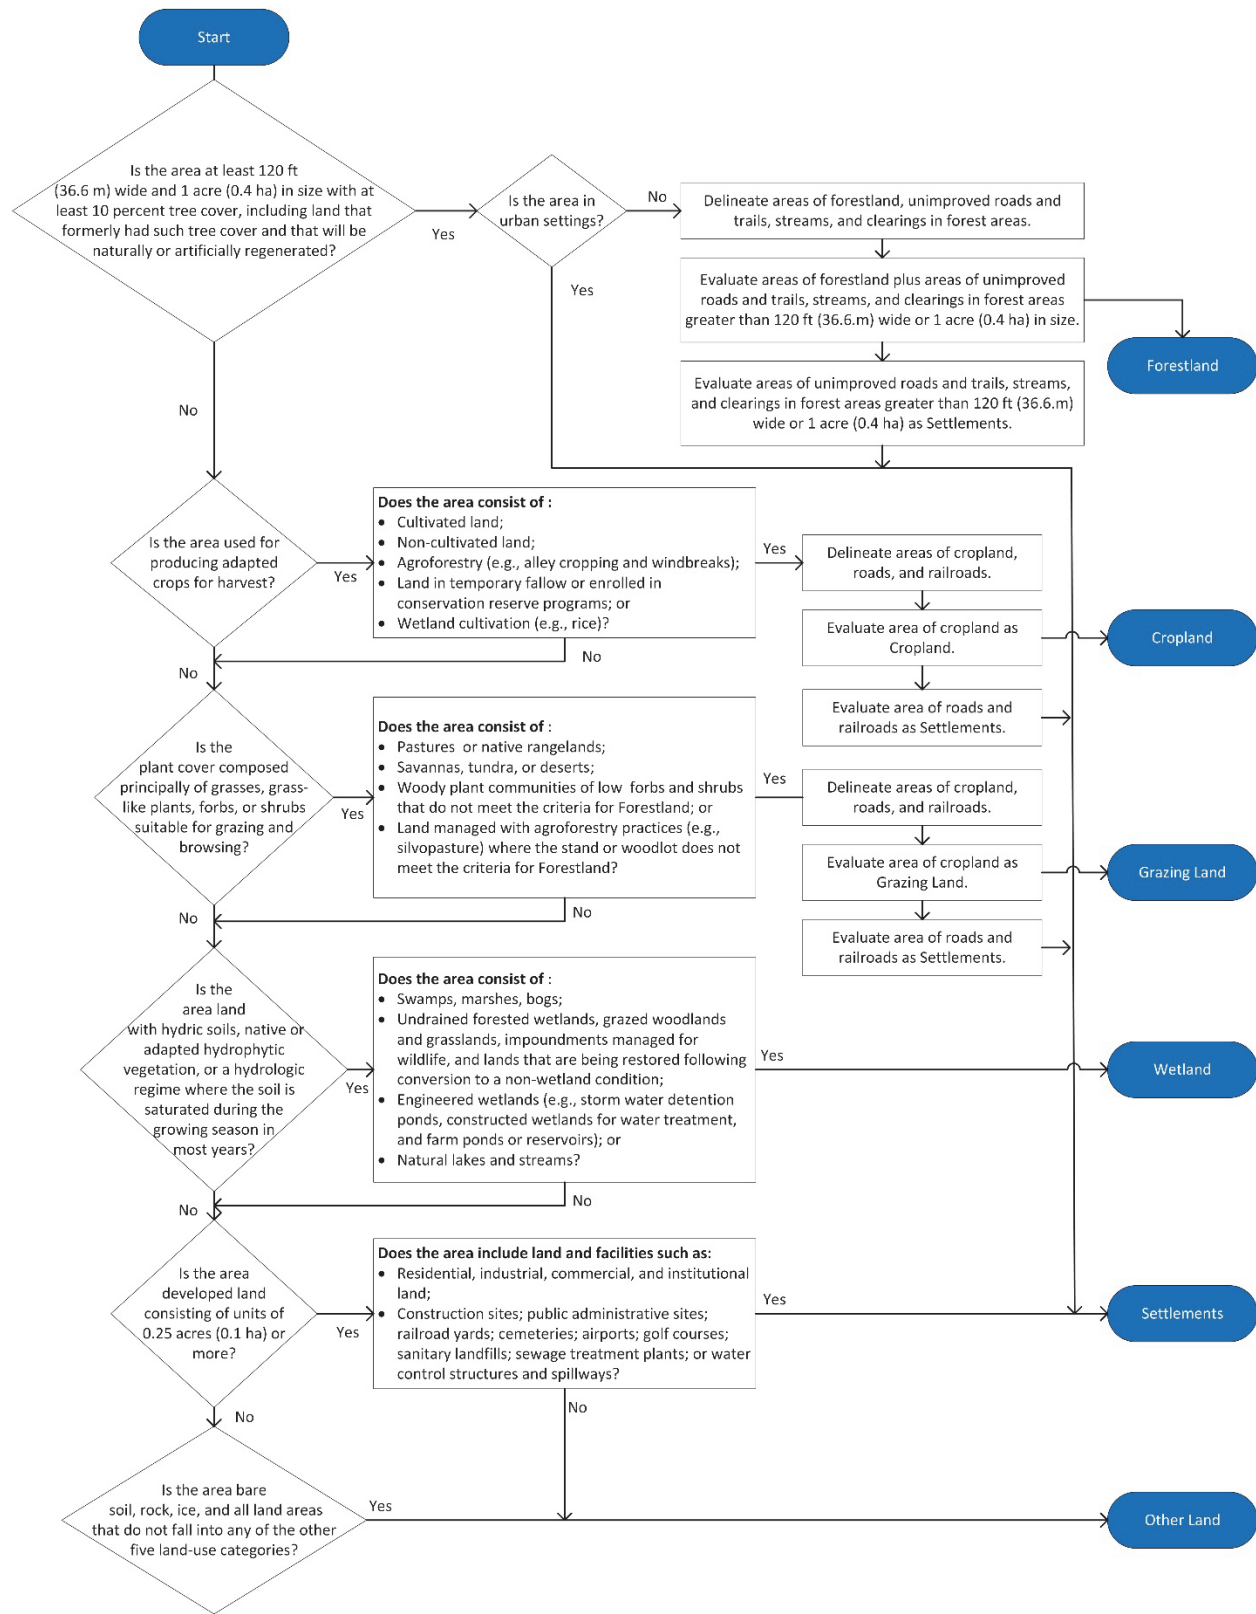 Start
Is the area at least 120 ft
(36.6 m) wide and 1 acre (0.4 ha) in size with at
least 10 percent tree cover, including land that
formerly had such tree cover and that will be
naturally or artificially regenerated?
Yes
Is the area in
urban settings?
No
Delineate areas of forestland, unimproved roads and
trails, streams, and clearings in forest areas.
Yes
Evaluate areas of forestland plus areas of unimproved
roads and trails, streams, and clearings in forest areas
greater than 120 ft (36.6.m) wide or 1 acre (0.4 ha) in size.
Forestland
No
Evaluate areas of unimproved roads and trails, streams,
and clearings in forest areas greater than 120 ft (36.6.m)
wide or 1 acre (0.4 ha) as Settlements.
Is the area used for
producing adapted
crops for harvest?
Yes
Does the area consist of :
• Cultivated land;
• Non-cultivated land;
• Agroforestry (e.g., alley cropping and windbreaks);
• Land in temporary fallow or enrolled in
conservation reserve programs; or
• Wetland cultivation (e.g., rice)?
Yes
Delineate areas of cropland,
roads, and railroads.
Evaluate area of cropland as
Cropland.
Cropland
No
No
Evaluate area of roads and
railroads as Settlements.
Is the
plant cover composed
principally of grasses, grass-
like plants, forbs, or shrubs
suitable for grazing and
browsing?
Yes
Does the area consist of :
• Pastures or native rangelands;
• Savannas, tundra, or deserts;
• Woody plant communities of low forbs and shrubs
that do not meet the criteria for Forestland; or
• Land managed with agroforestry practices (e.g.,
silvopasture) where the stand or woodlot does not
meet the criteria for Forestland?
Yes
Delineate areas of cropland,
roads, and railroads.
Evaluate area of cropland as
Grazing Land.
Grazing Land
No
No
Evaluate area of roads and
railroads as Settlements.
Is the
area land
with hydric soils, native or
adapted hydrophytic
vegetation, or a hydrologic
regime where the soil is
saturated during the
growing season in
most years?
Yes
Does the area consist of :
• Swamps, marshes, bogs;
• Undrained forested wetlands, grazed woodlands
and grasslands, impoundments managed for
wildlife, and lands that are being restored following
conversion to a non-wetland condition;
• Engineered wetlands (e.g., storm water detention
ponds, constructed wetlands for water treatment,
and farm ponds or reservoirs); or
• Natural lakes and streams?
Yes
Wetland
No
No
Is the area
developed land
consisting of units of
0.25 acres (0.1 ha) or
more?
Yes
Does the area include land and facilities such as:
• Residential, industrial, commercial, and institutional
land;
• Construction sites; public administrative sites;
railroad yards; cemeteries; airports; golf courses;
sanitary landfills; sewage treatment plants; or water
control structures and spillways?
Yes
Settlements
No
No
Is the area bare
soil, rock, ice, and all land areas
that do not fall into any of the other
five land-use categories?
Yes
Other Land